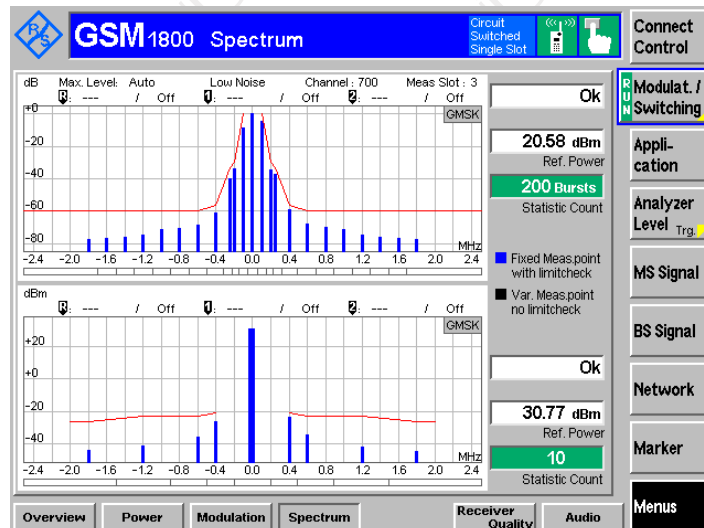 R S
GSM 1800 Spectrum
Circuit
Switched
Single Slot
Connect
Control
dB Max. Level: Auto Low Noise Channel : 700 Meas Slot : 3
R : --- / Off 1 : --- / Off 2 : --- / Off
+0 GMSK
-20
-40
-60
-80 MHz
-2.4 -2.0 -1.6 -1.2 -0.8 -0.4 0.0 0.4 0.8 1.2 1.6 2.0 2.4
Ok
20.58 dBm
Ref. Power
200 Bursts
Statistic Count
Fixed Meas.point
with limitcheck
Var. Meas.point
no limitcheck
dBm
R : --- / Off 1 : --- / Off 2 : --- / Off
GMSK
+20
+0
-20
-40
MHz
-2.4 -2.0 -1.6 -1.2 -0.8 -0.4 0.0 0.4 0.8 1.2 1.6 2.0 2.4
Ok
30.77 dBm
Ref. Power
10
Statistic Count
RUN
Modulat. /
Switching
Appli-
cation
Analyzer
Level Trg.
MS Signal
BS Signal
Network
Marker
Menus
Overview Power Modulation Spectrum Receiver Quality Audio